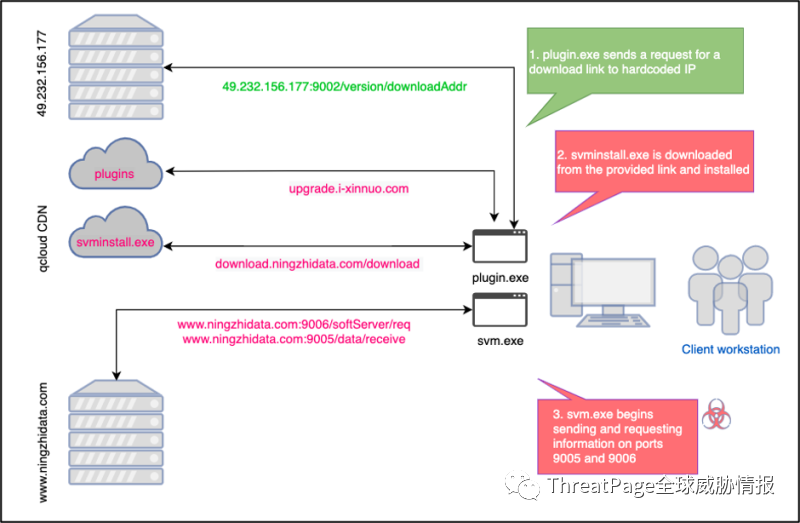 49.232.156.177
49.232.156.177:9002/version/downloadAddr
1. plugin.exe sends a request for a
download link to hardcoded IP
plugins
upgrade.i-xinnuo.com
2. svminstall.exe is downloaded
from the provided link and installed
qcloud CDN
svminstall.exe
download.ningzhidata.com/download
plugin.exe
www.ningzhidata.com:9006/softServer/req
www.ningzhidata.com:9005/data/receive
svm.exe
Client workstation
www.ningzhidata.com
3. svm.exe begins
sending and requesting
information on ports
9005 and 9006
ThreatPage全球威胁情报